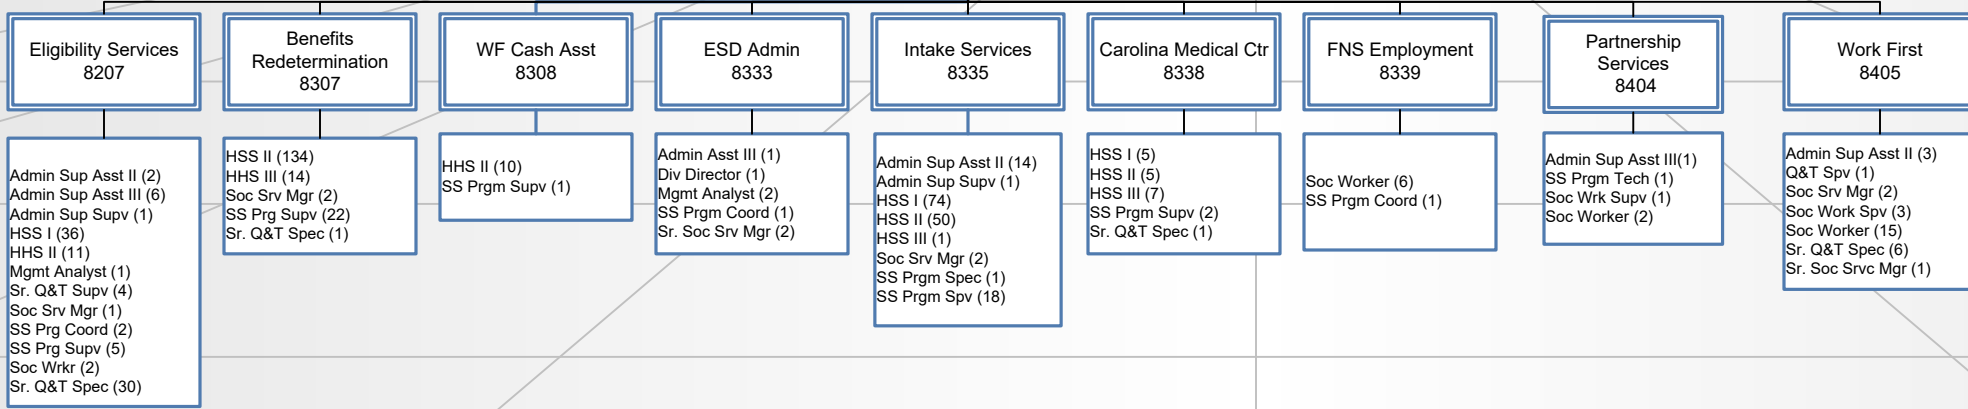 Eligibility Services
8207
Admin Sup Asst II (2)
Admin Sup Asst III (6)
Admin Sup Supv (1)
HSS I (36)
HHS II (11)
Mgmt Analyst (1)
Sr. Q&T Supv (4)
Soc Srv Mgr (1)
SS Prg Coord (2)
SS Prg Supv (5)
Soc Wrkr (2)
Sr. Q&T Spec (30)
Benefits
Redetermination
8307
HSS II (134)
HHS III (14)
Soc Srv Mgr (2)
SS Prg Supv (22)
Sr. Q&T Spec (1)
WF Cash Asst
8308
HHS II (10)
SS Prgm Supv (1)
ESD Admin
8333
Admin Asst III (1)
Div Director (1)
Mgmt Analyst (2)
SS Prgm Coord (1)
Sr. Soc Srv Mgr (2)
Intake Services
8335
Admin Sup Asst II (14)
Admin Sup Supv (1)
HSS I (74)
HSS II (50)
HSS III (1)
Soc Srv Mgr (2)
SS Prgm Spec (1)
SS Prgm Spv (18)
Carolina Medical Ctr
8338
HSS I (5)
HSS II (5)
HSS III (7)
SS Prgm Supv (2)
Sr. Q&T Spec (1)
FNS Employment
8339
Soc Worker (6)
SS Prgm Coord (1)
Partnership
Services
8404
Admin Sup Asst III(1)
SS Prgm Tech (1)
Soc Wrk Supv (1)
Soc Worker (2)
Work First
8405
Admin Sup Asst II (3)
Q&T Spv (1)
Soc Srv Mgr (2)
Soc Work Spv (3)
Soc Worker (15)
Sr. Q&T Spec (6)
Sr. Soc Srvc Mgr (1)